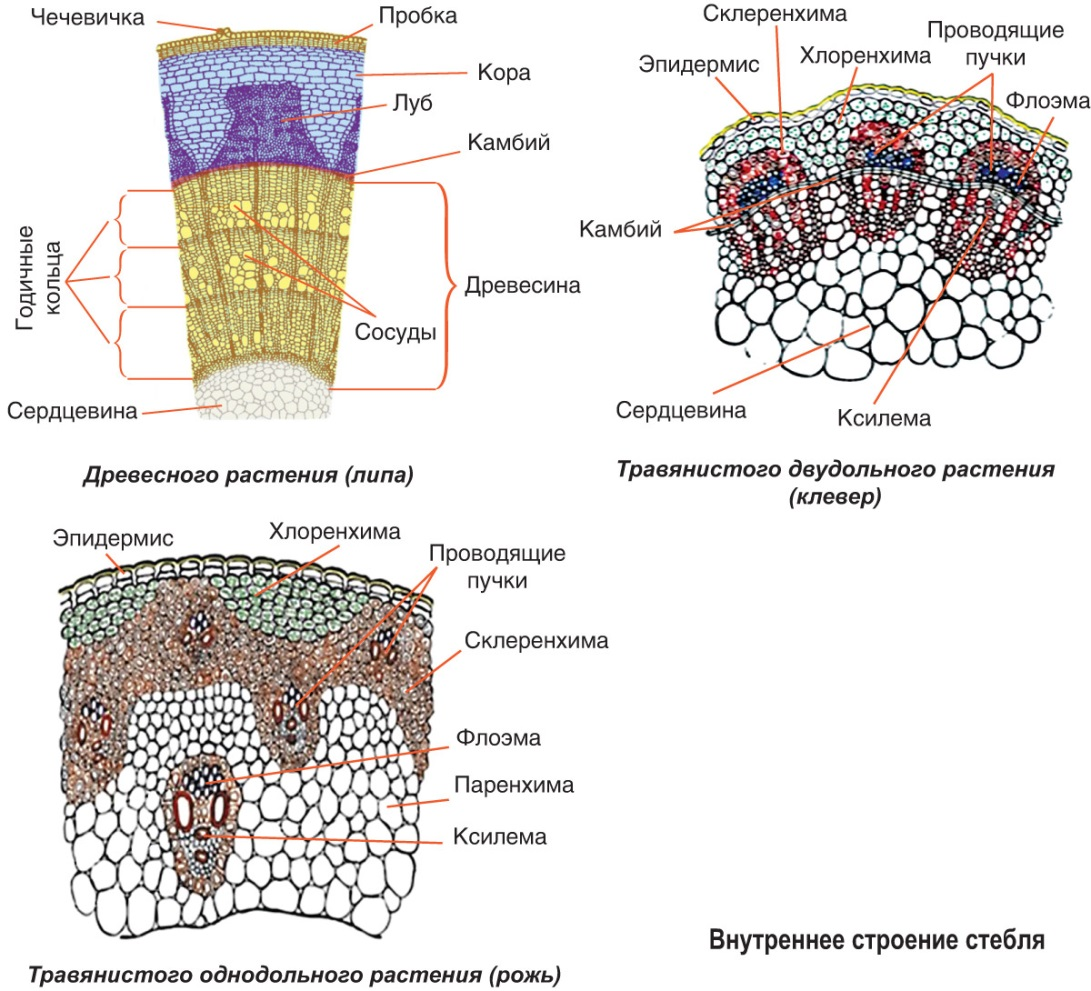 Чечевичка
Пробка
Кора
Луб
Камбий
Годичные
кольца
Древесина
Сосуды
Сердцевина
Древесного растения (липа)
Склеренхима
Проводящие
пучки
Эпидермис
Хлоренхима
Флоэма
Камбий
Сердцевина
Ксилема
Травянистого двудольного растения
(клевер)
Эпидермис
Хлоренхима
Проводящие
пучки
Склеренхима
Флоэма
Паренхима
Ксилема
Травянистого однодольного растения (рожь)
Внутреннее строение стебля